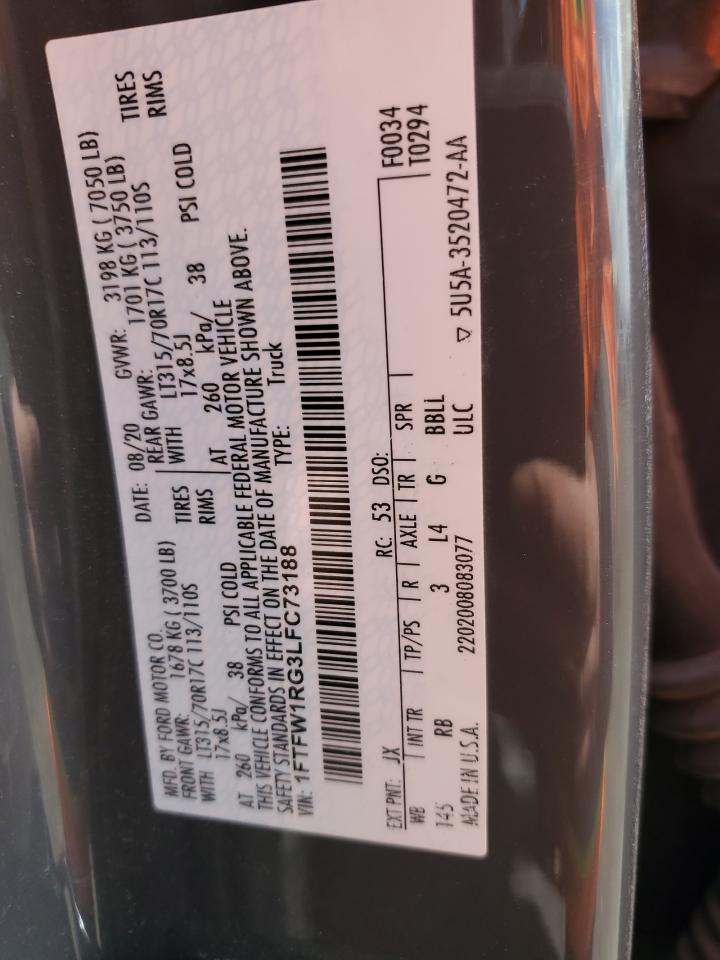 MFD. BY FORD MOTOR CO. DATE: 08/20 GVWR: 3198 KG ( 7050 LB)
FRONT GAWR: 1678 KG ( 3700 LB) REAR GAWR: 1701 KG ( 3750 LB)
WITH LT315/70R17C 113/110S TIRES WITH LT315/70R17C 113/110S TIRES
17x8.5J RIMS 17x8.5J RIMS
AT 260 kPa/ 38 PSI COLD AT 260 kPa/ 38 PSI COLD
THIS VEHICLE CONFORMS TO ALL APPLICABLE FEDERAL MOTOR VEHICLE
SAFETY STANDARDS IN EFFECT ON THE DATE OF MANUFACTURE SHOWN ABOVE.
VIN: 1FTFW1RG3LFC73188 TYPE: Truck
EXT PNT: JX RC: 53 DSO: F0034
WB INT TR TP/PS R AXLE TR SPR T0294
145 RB 3 L4 G BBLL
MADE IN U.S.A. 2202008083077 ULC ▽ 5U5A-3520472-AA